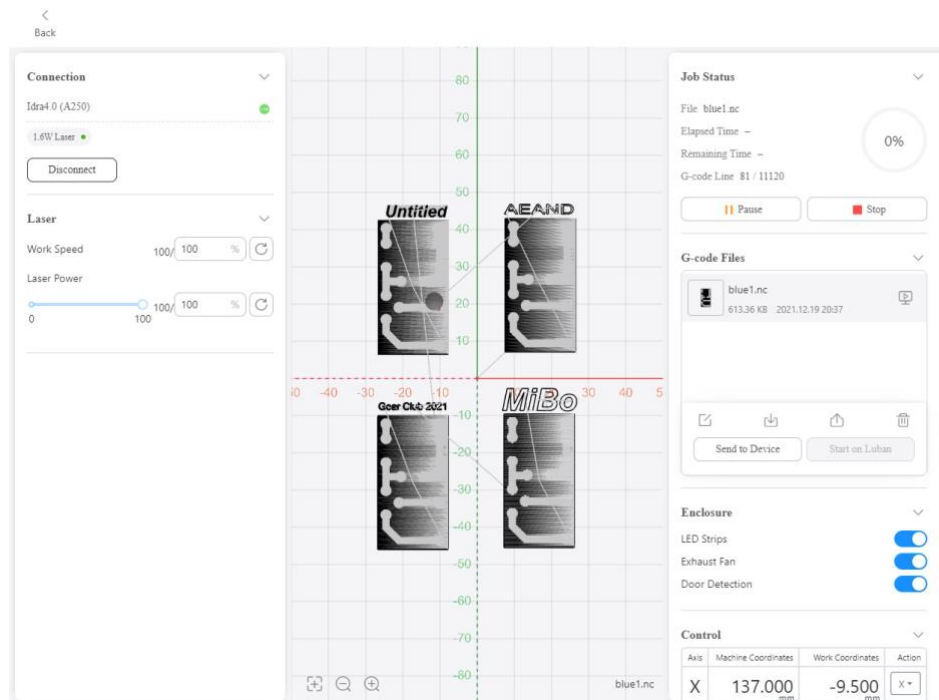 Back
Connection
Idra4.0 (A250)
1.6W Laser
Disconnect
Laser
Work Speed
100/ 100 %
Laser Power
100/ 100 %
0
100
80
70
60
50
Untitled
AEAND
40
30
20
10
-40 -30 -20 -10 30 40 5
Gcer Club 2021
MiBo
-10
-20
-30
-40
-50
-60
-70
-80
blue1.nc
Job Status
File blue1.nc
Elapsed Time –
Remaining Time –
G-code Line 81 / 11120
0%
Pause
Stop
G-code Files
blue1.nc
613.36 KB 2021.12.19 20:37
Send to Device
Start on Luban
Enclosure
LED Strips
Exhaust Fan
Door Detection
Control
Axis Machine Coordinates Work Coordinates Action
X 137.000 mm -9.500 mm X